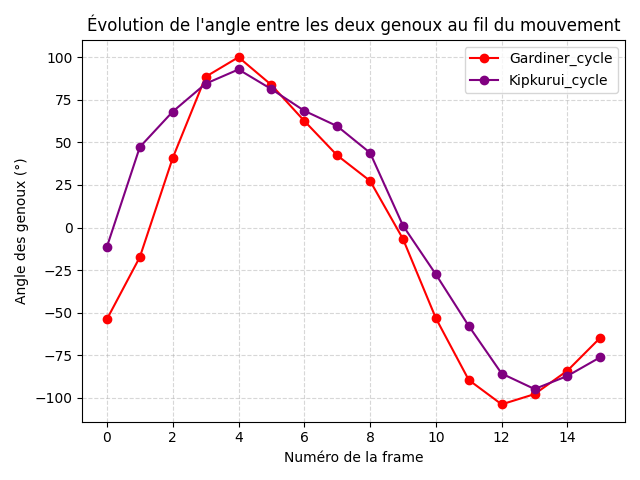 Évolution de l'angle entre les deux genoux au fil du mouvement
Gardiner_cycle
Kipkurui_cycle
Angle des genoux (°)
100
75
50
25
0
−25
−50
−75
−100
0 2 4 6 8 10 12 14
Numéro de la frame